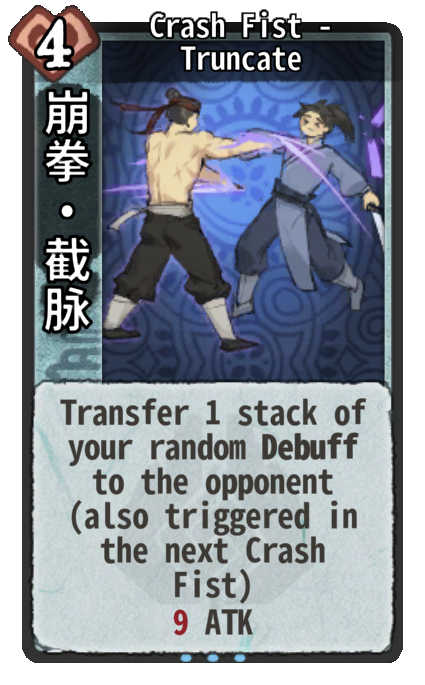 4
Crash Fist -
Truncate
崩拳·截脉
Transfer 1 stack of
your random Debuff
to the opponent
(also triggered in
the next Crash
Fist)
9 ATK